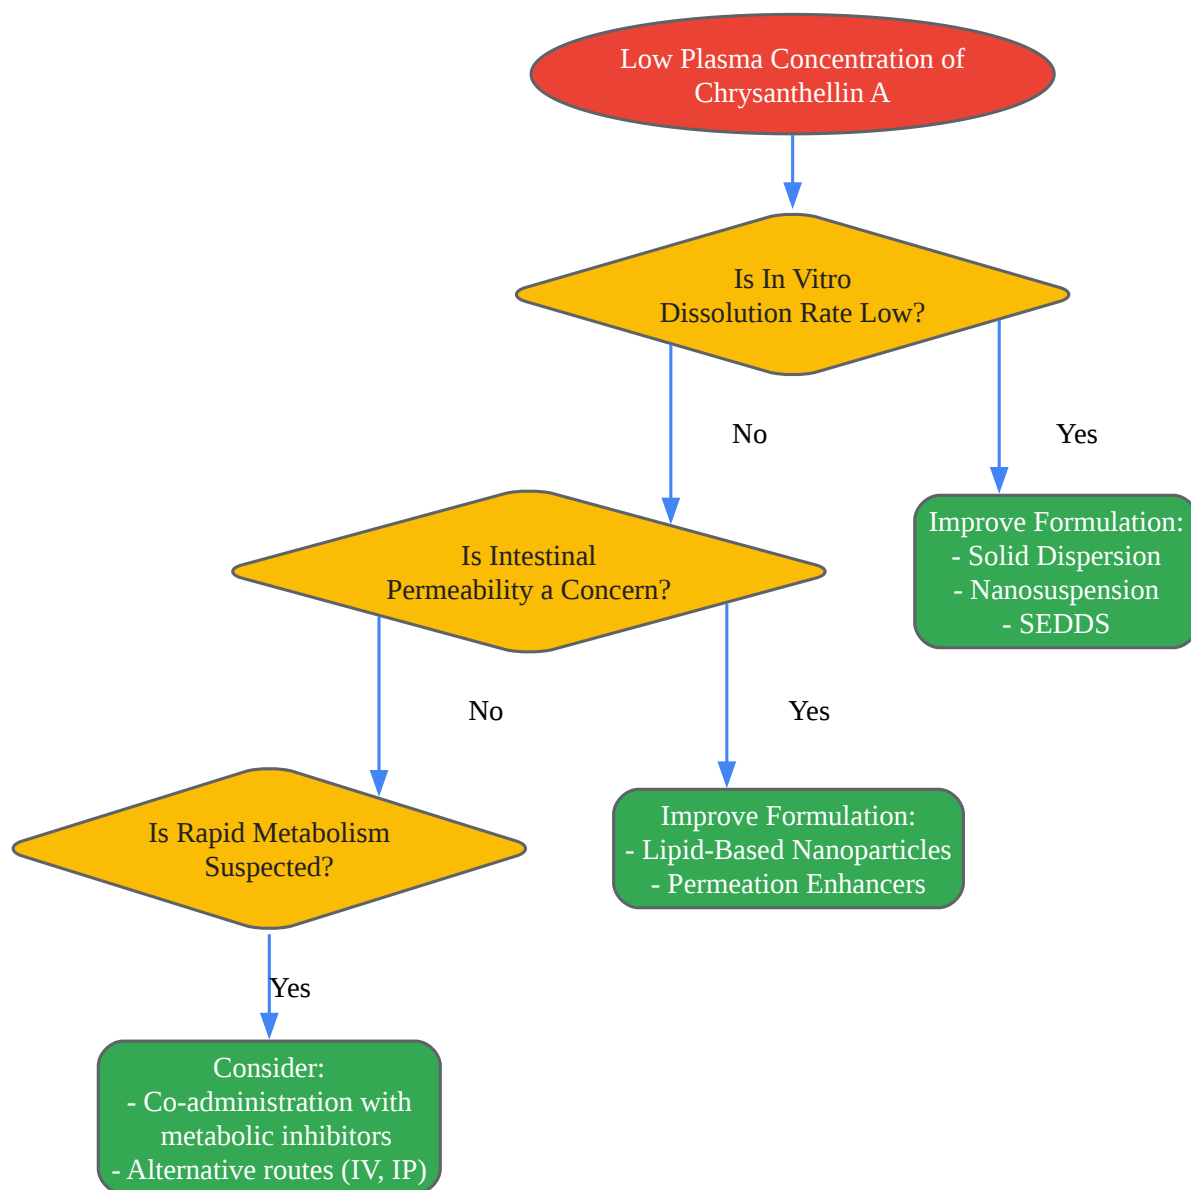 Low Plasma Concentration of
Chrysanthellin A
Is In Vitro
Dissolution Rate Low?
No
Yes
Is Intestinal
Permeability a Concern?
Improve Formulation:
- Solid Dispersion
- Nanosuspension
- SEDDS
No
Yes
Is Rapid Metabolism
Suspected?
Improve Formulation:
- Lipid-Based Nanoparticles
- Permeation Enhancers
Yes
Consider:
- Co-administration with
metabolic inhibitors
- Alternative routes (IV, IP)